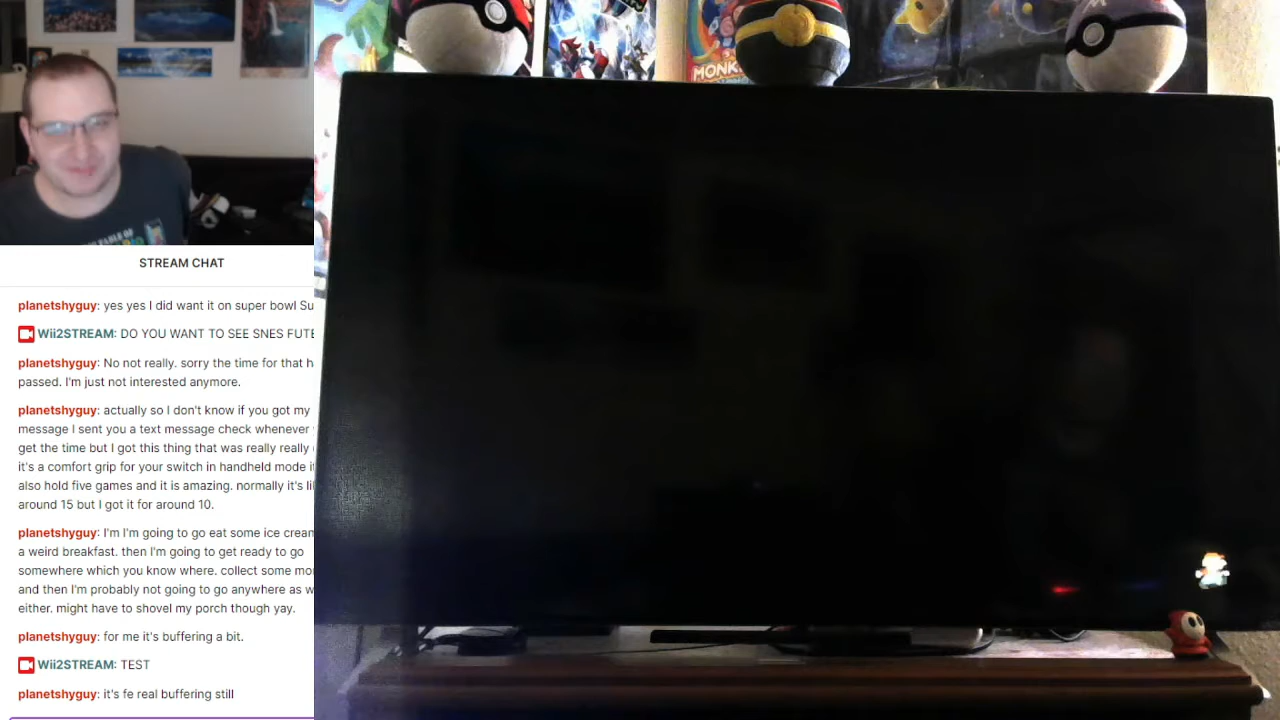 MONK
STREAM CHAT
planetshyguy: yes yes I did want it on super bowl Su
Wii2STREAM: DO YOU WANT TO SEE SNES FUTE
planetshyguy: No not really. sorry the time for that h
passed. I'm just not interested anymore.
planetshyguy: actually so I don't know if you got my
message I sent you a text message check whenever
get the time but I got this thing that was really really
it's a comfort grip for your switch in handheld mode i
also hold five games and it is amazing. normally it's li
around 15 but I got it for around 10.
planetshyguy: I'm I'm going to go eat some ice crean
a weird breakfast. then I'm going to get ready to go
somewhere which you know where. collect some mo
and then I'm probably not going to go anywhere as w
either. might have to shovel my porch though yay.
planetshyguy: for me it's buffering a bit.
Wii2STREAM: TEST
planetshyguy: it's fe real buffering still